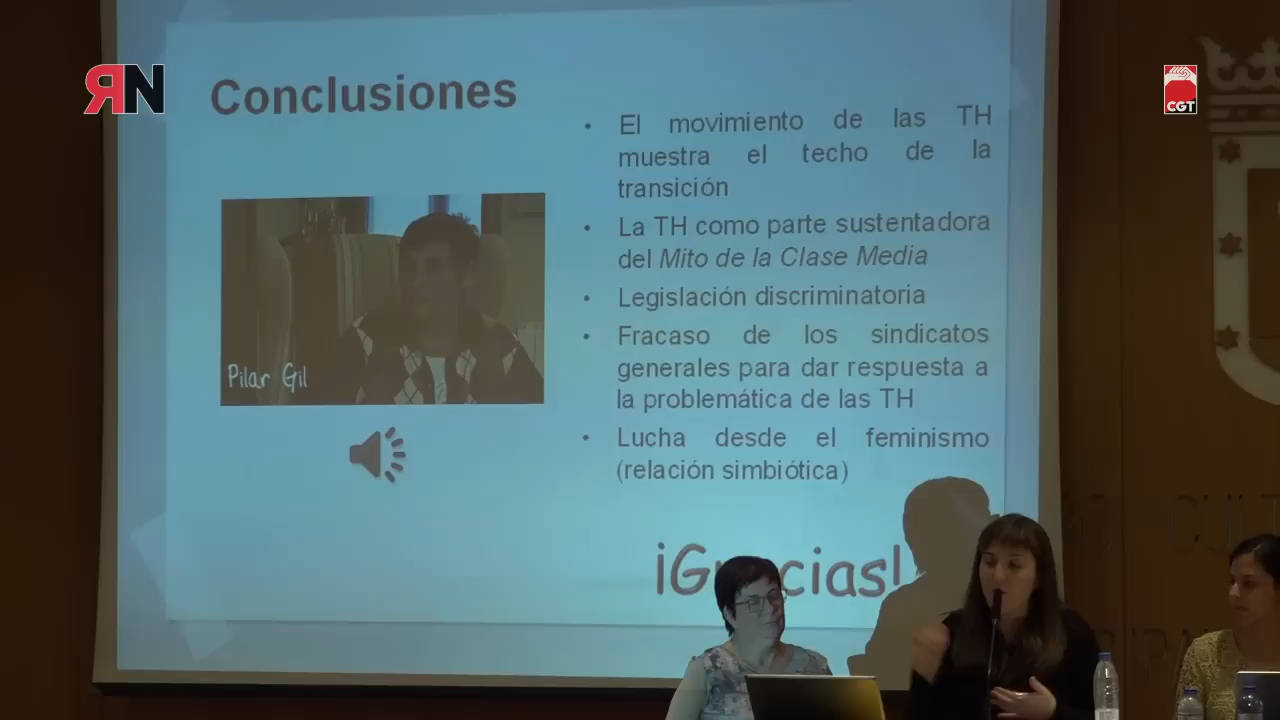 ЯN
CGT
Conclusiones
• El movimiento de las TH
muestra el techo de la
transición
• La TH como parte sustentadora
del Mito de la Clase Media
• Legislación discriminatoria
• Fracaso de los sindicatos
generales para dar respuesta a
la problemática de las TH
• Lucha desde el feminismo
(relación simbiótica)
Pilar Gil